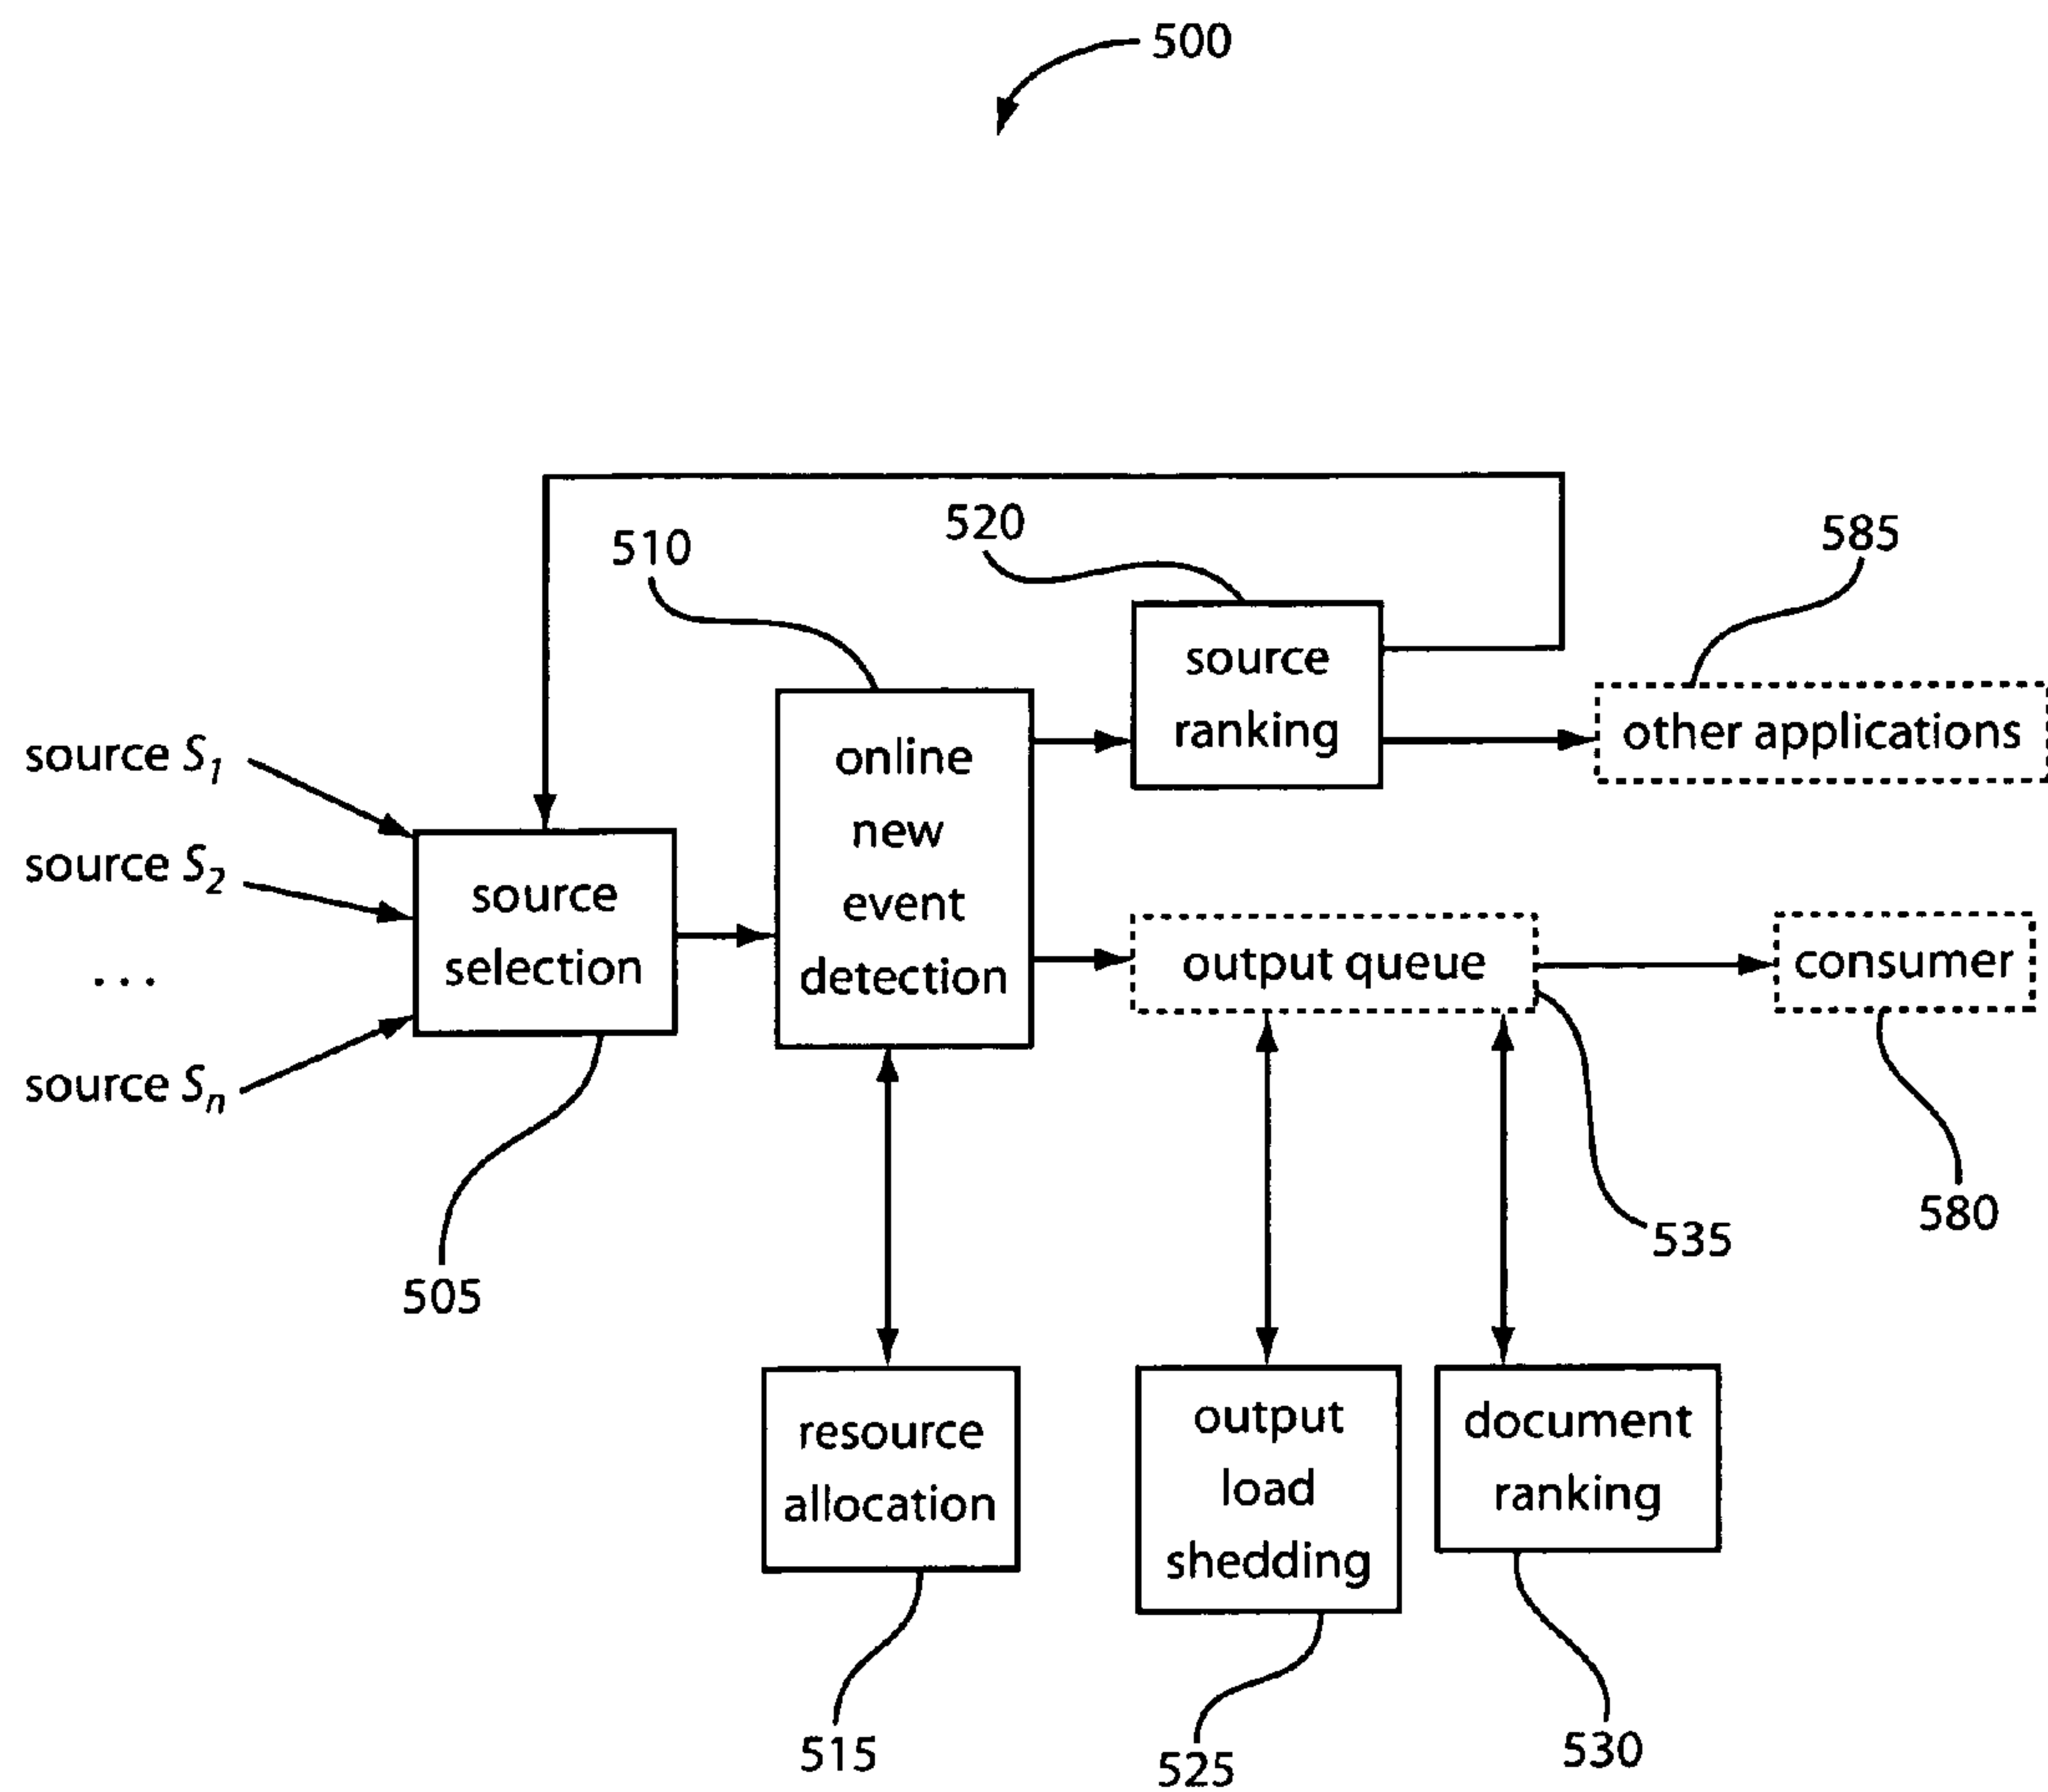 500
510
520
585
source
ranking
other applications
source S1
source S2
. . .
source Sn
source
selection
online
new
event
detection
output queue
consumer
505
535
580
resource
allocation
output
load
shedding
document
ranking
515
525
530